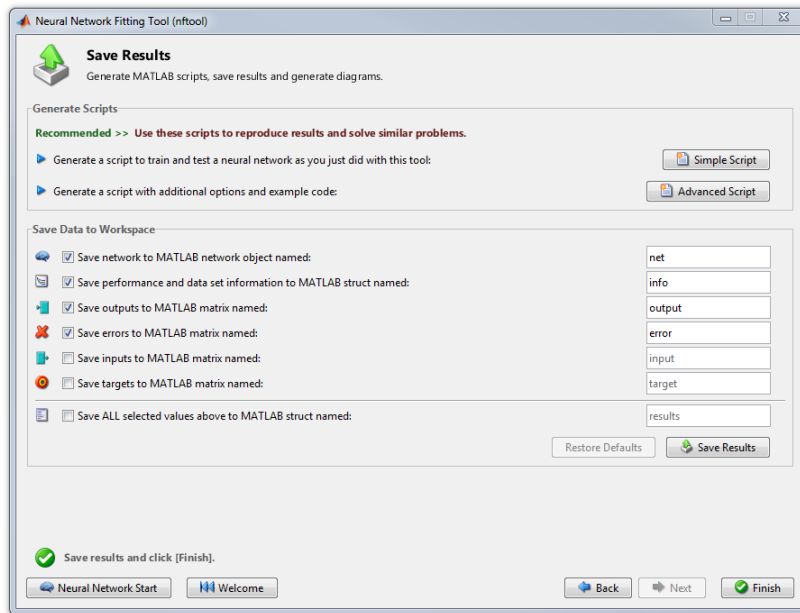 Neural Network Fitting Tool (nftool)
Save Results
Generate MATLAB scripts, save results and generate diagrams.
Generate Scripts
Recommended >> Use these scripts to reproduce results and solve similar problems.
Generate a script to train and test a neural network as you just did with this tool: Simple Script
Generate a script with additional options and example code: Advanced Script
Save Data to Workspace
Save network to MATLAB network object named: net
Save performance and data set information to MATLAB struct named: info
Save outputs to MATLAB matrix named: output
Save errors to MATLAB matrix named: error
Save inputs to MATLAB matrix named: input
Save targets to MATLAB matrix named: target
Save ALL selected values above to MATLAB struct named: results
Restore Defaults Save Results
Save results and click [Finish].
Neural Network Start Welcome Back Next Finish